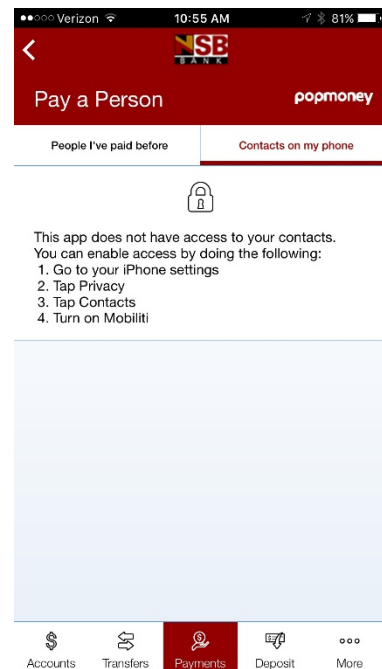 Verizon 10:55 AM 81%
NSB
BANK
Pay a Person popmoney
People I've paid before Contacts on my phone
This app does not have access to your contacts.
You can enable access by doing the following:
1. Go to your iPhone settings
2. Tap Privacy
3. Tap Contacts
4. Turn on Mobiliti
$ $
Accounts Transfers Payments Deposit More